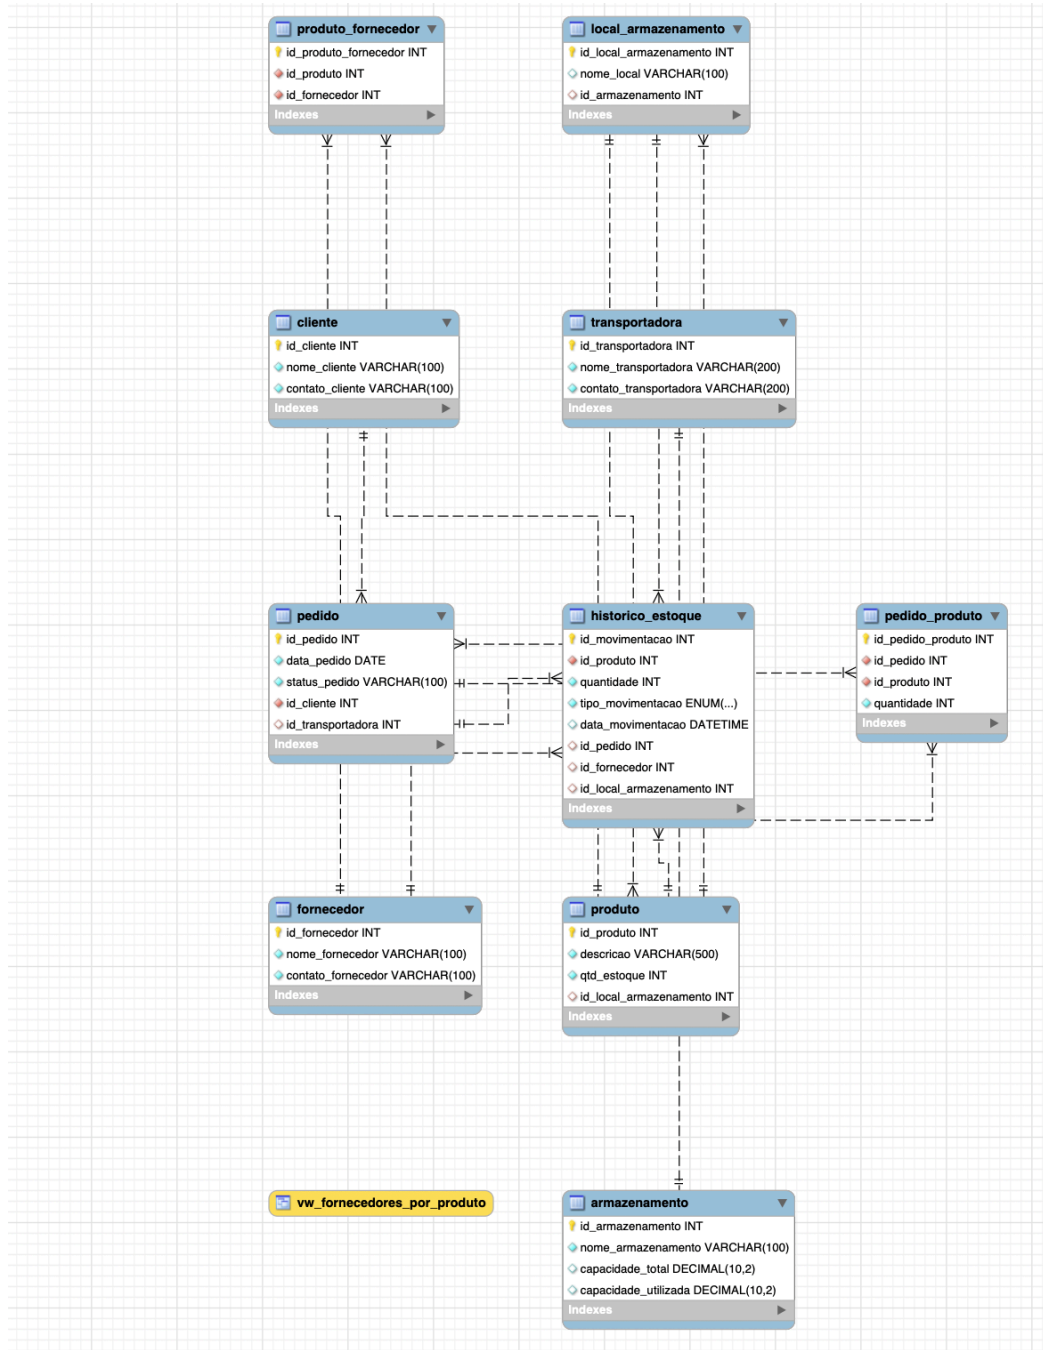 produto_fornecedor
id_produto_fornecedor INT
id_produto INT
id_fornecedor INT
Indexes
local_armazenamento
id_local_armazenamento INT
nome_local VARCHAR(100)
id_armazenamento INT
Indexes
cliente
id_cliente INT
nome_cliente VARCHAR(100)
contato_cliente VARCHAR(100)
Indexes
transportadora
id_transportadora INT
nome_transportadora VARCHAR(200)
contato_transportadora VARCHAR(200)
Indexes
pedido
id_pedido INT
data_pedido DATE
status_pedido VARCHAR(100)
id_cliente INT
id_transportadora INT
Indexes
historico_estoque
id_movimentacao INT
id_produto INT
quantidade INT
tipo_movimentacao ENUM(...)
data_movimentacao DATETIME
id_pedido INT
id_fornecedor INT
id_local_armazenamento INT
Indexes
pedido_produto
id_pedido_produto INT
id_pedido INT
id_produto INT
quantidade INT
Indexes
fornecedor
id_fornecedor INT
nome_fornecedor VARCHAR(100)
contato_fornecedor VARCHAR(100)
Indexes
produto
id_produto INT
descricao VARCHAR(500)
qtd_estoque INT
id_local_armazenamento INT
Indexes
vw_fornecedores_por_produto
armazenamento
id_armazenamento INT
nome_armazenamento VARCHAR(100)
capacidade_total DECIMAL(10,2)
capacidade_utilizada DECIMAL(10,2)
Indexes